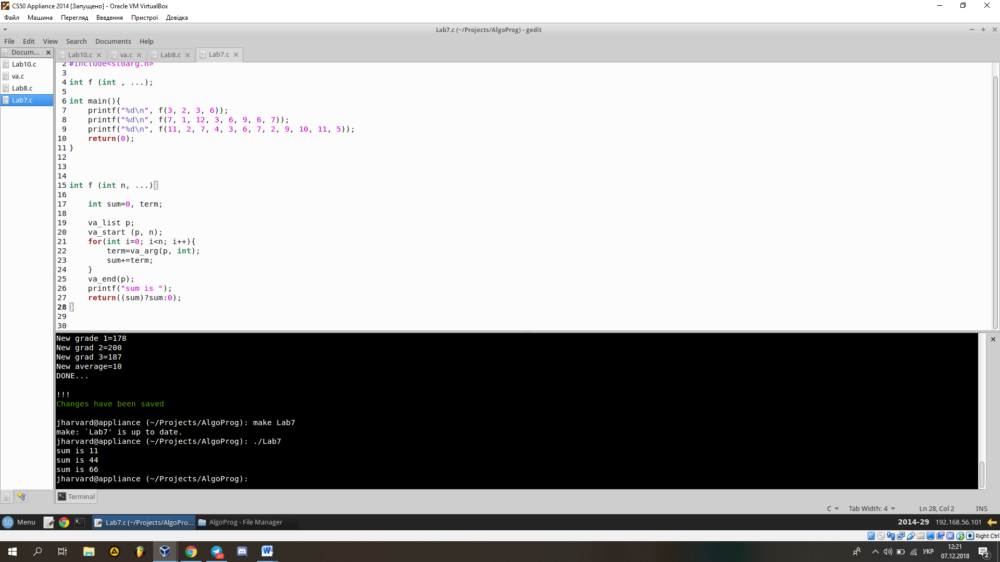 CS50 Appliance 2014 [Запущено] - Oracle VM VirtualBox
Файл Машина Перегляд Введення Пристрої Довідка
Lab7.c (~/Projects/AlgoProg) - gedit
File Edit View Search Documents Help
Docum...
Lab10.c va.c Lab8.c Lab7.c
Lab10.c
va.c
Lab8.c
Lab7.c
2 #include<stdarg.h>
3
4 int f (int , ...);
5
6 int main(){
7 printf("%d\n", f(3, 2, 3, 6));
8 printf("%d\n", f(7, 1, 12, 3, 6, 9, 6, 7));
9 printf("%d\n", f(11, 2, 7, 4, 3, 6, 7, 2, 9, 10, 11, 5));
10 return(0);
11 }
12
13
14
15 int f (int n, ...){
16
17 int sum=0, term;
18
19 va_list p;
20 va_start (p, n);
21 for(int i=0; i<n; i++){
22 term=va_arg(p, int);
23 sum+=term;
24 }
25 va_end(p);
26 printf("sum is ");
27 return((sum)?sum:0);
28 }
29
30
New grade 1=178
New grad 2=200
New grad 3=187
New average=10
DONE...
!!!
Changes have been saved
jharvard@appliance (~/Projects/AlgoProg): make Lab7
make: `Lab7' is up to date.
jharvard@appliance (~/Projects/AlgoProg): ./Lab7
sum is 11
sum is 44
sum is 66
jharvard@appliance (~/Projects/AlgoProg):
Terminal
C Tab Width: 4 Ln 28, Col 2 INS
50 Menu Lab7.c (~/Projects/AlgoPro... AlgoProg - File Manager 2014-29 192.168.56.101
Right Ctrl
.01
W
УКР
12:21
07.12.2018
2